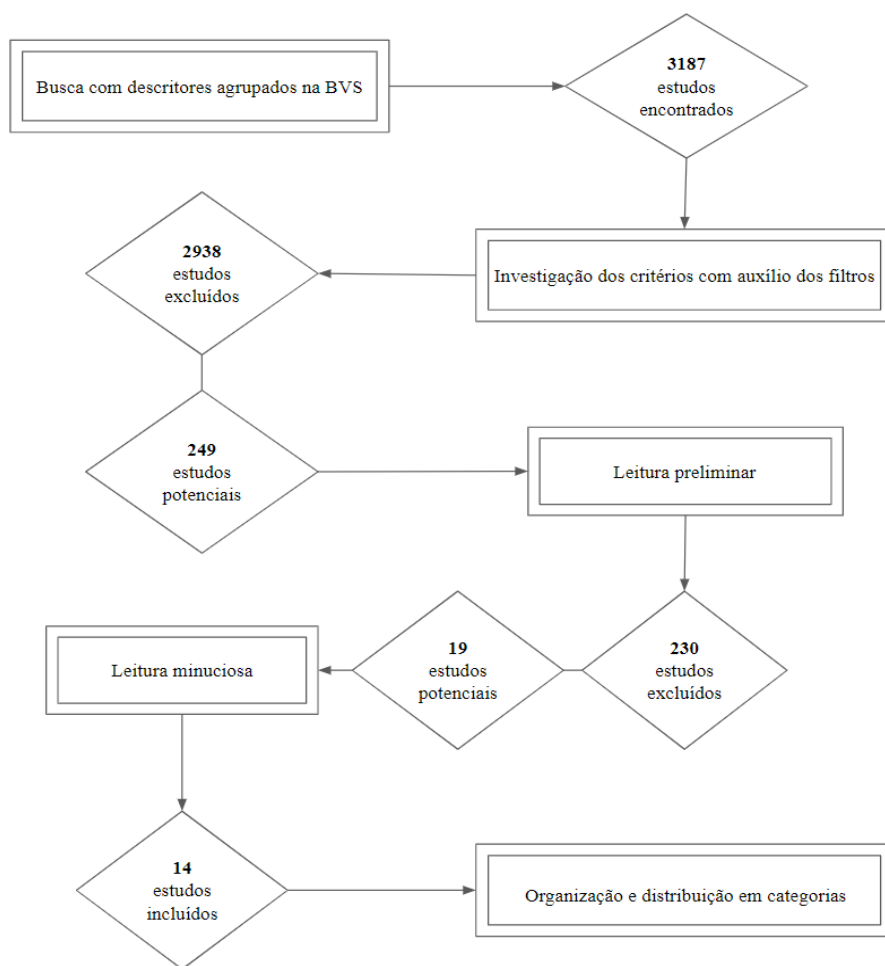 Busca com descritores agrupados na BVS
3187
estudos
encontrados
Investigação dos critérios com auxílio dos filtros
2938
estudos
excluídos
249
estudos
potenciais
Leitura preliminar
230
estudos
excluídos
19
estudos
potenciais
Leitura minuciosa
14
estudos
incluídos
Organização e distribuição em categorias